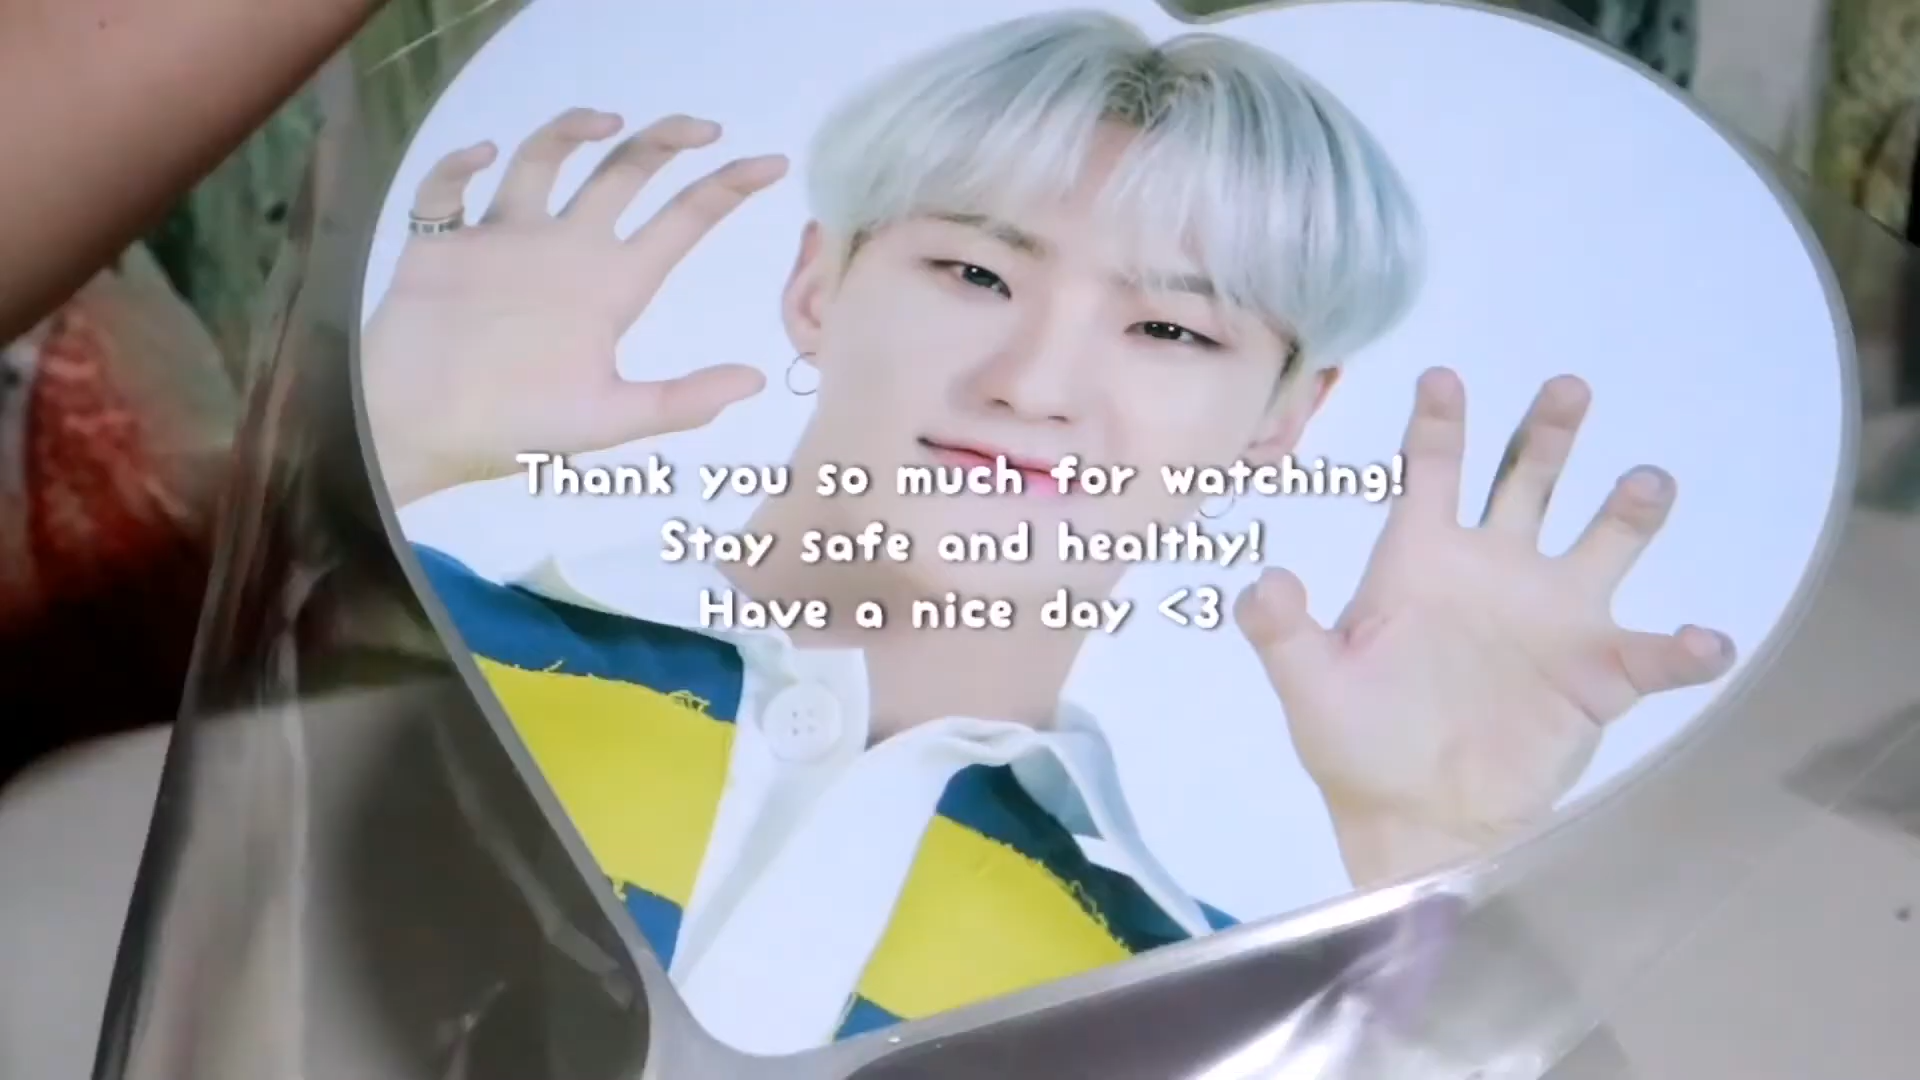 Thank you so much for watching!
Stay safe and healthy!
Have a nice day <3